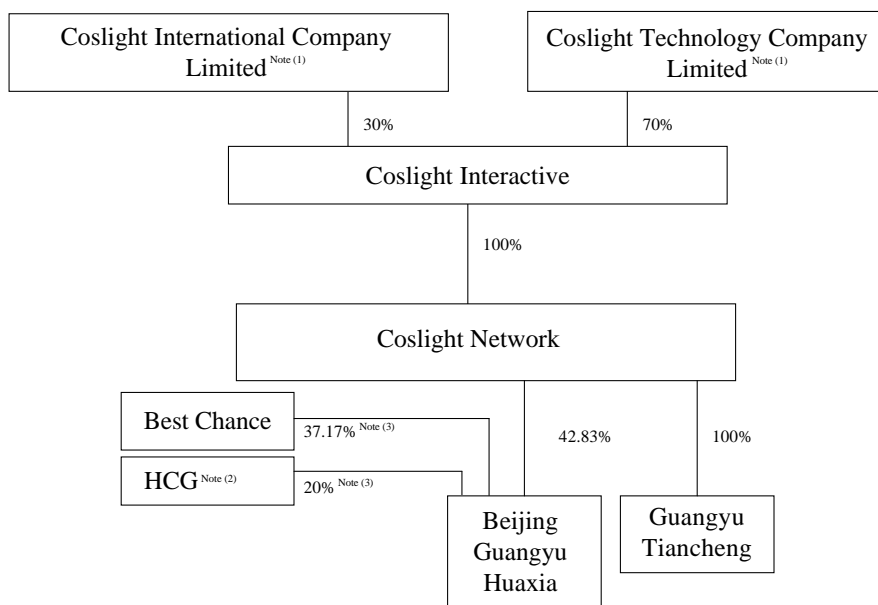 Coslight International Company
Limited Note (1)
Coslight Technology Company
Limited Note (1)
30%
70%
Coslight Interactive
100%
Coslight Network
Best Chance
37.17% Note (3)
42.83%
100%
HCG Note (2)
20% Note (3)
Beijing
Guangyu
Huaxia
Guangyu
Tiancheng